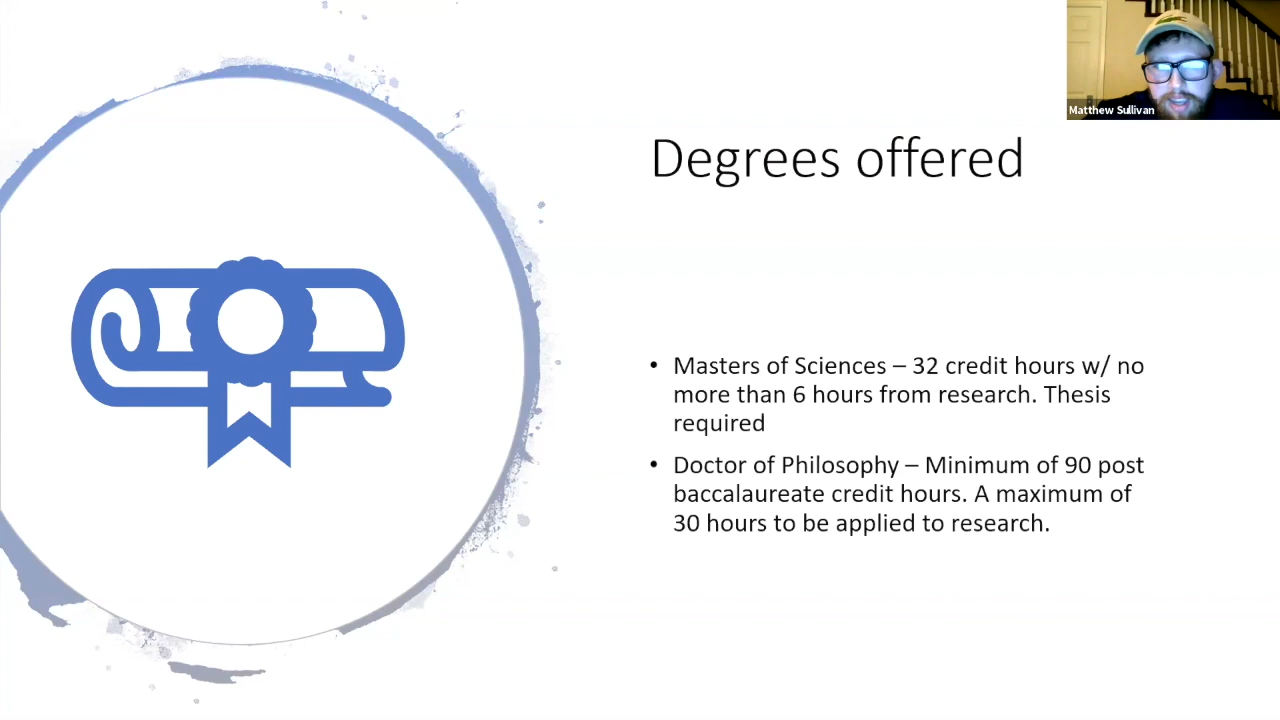 Matthew Sullivan
Degrees offered
• Masters of Sciences – 32 credit hours w/ no
more than 6 hours from research. Thesis
required
• Doctor of Philosophy – Minimum of 90 post
baccalaureate credit hours. A maximum of
30 hours to be applied to research.